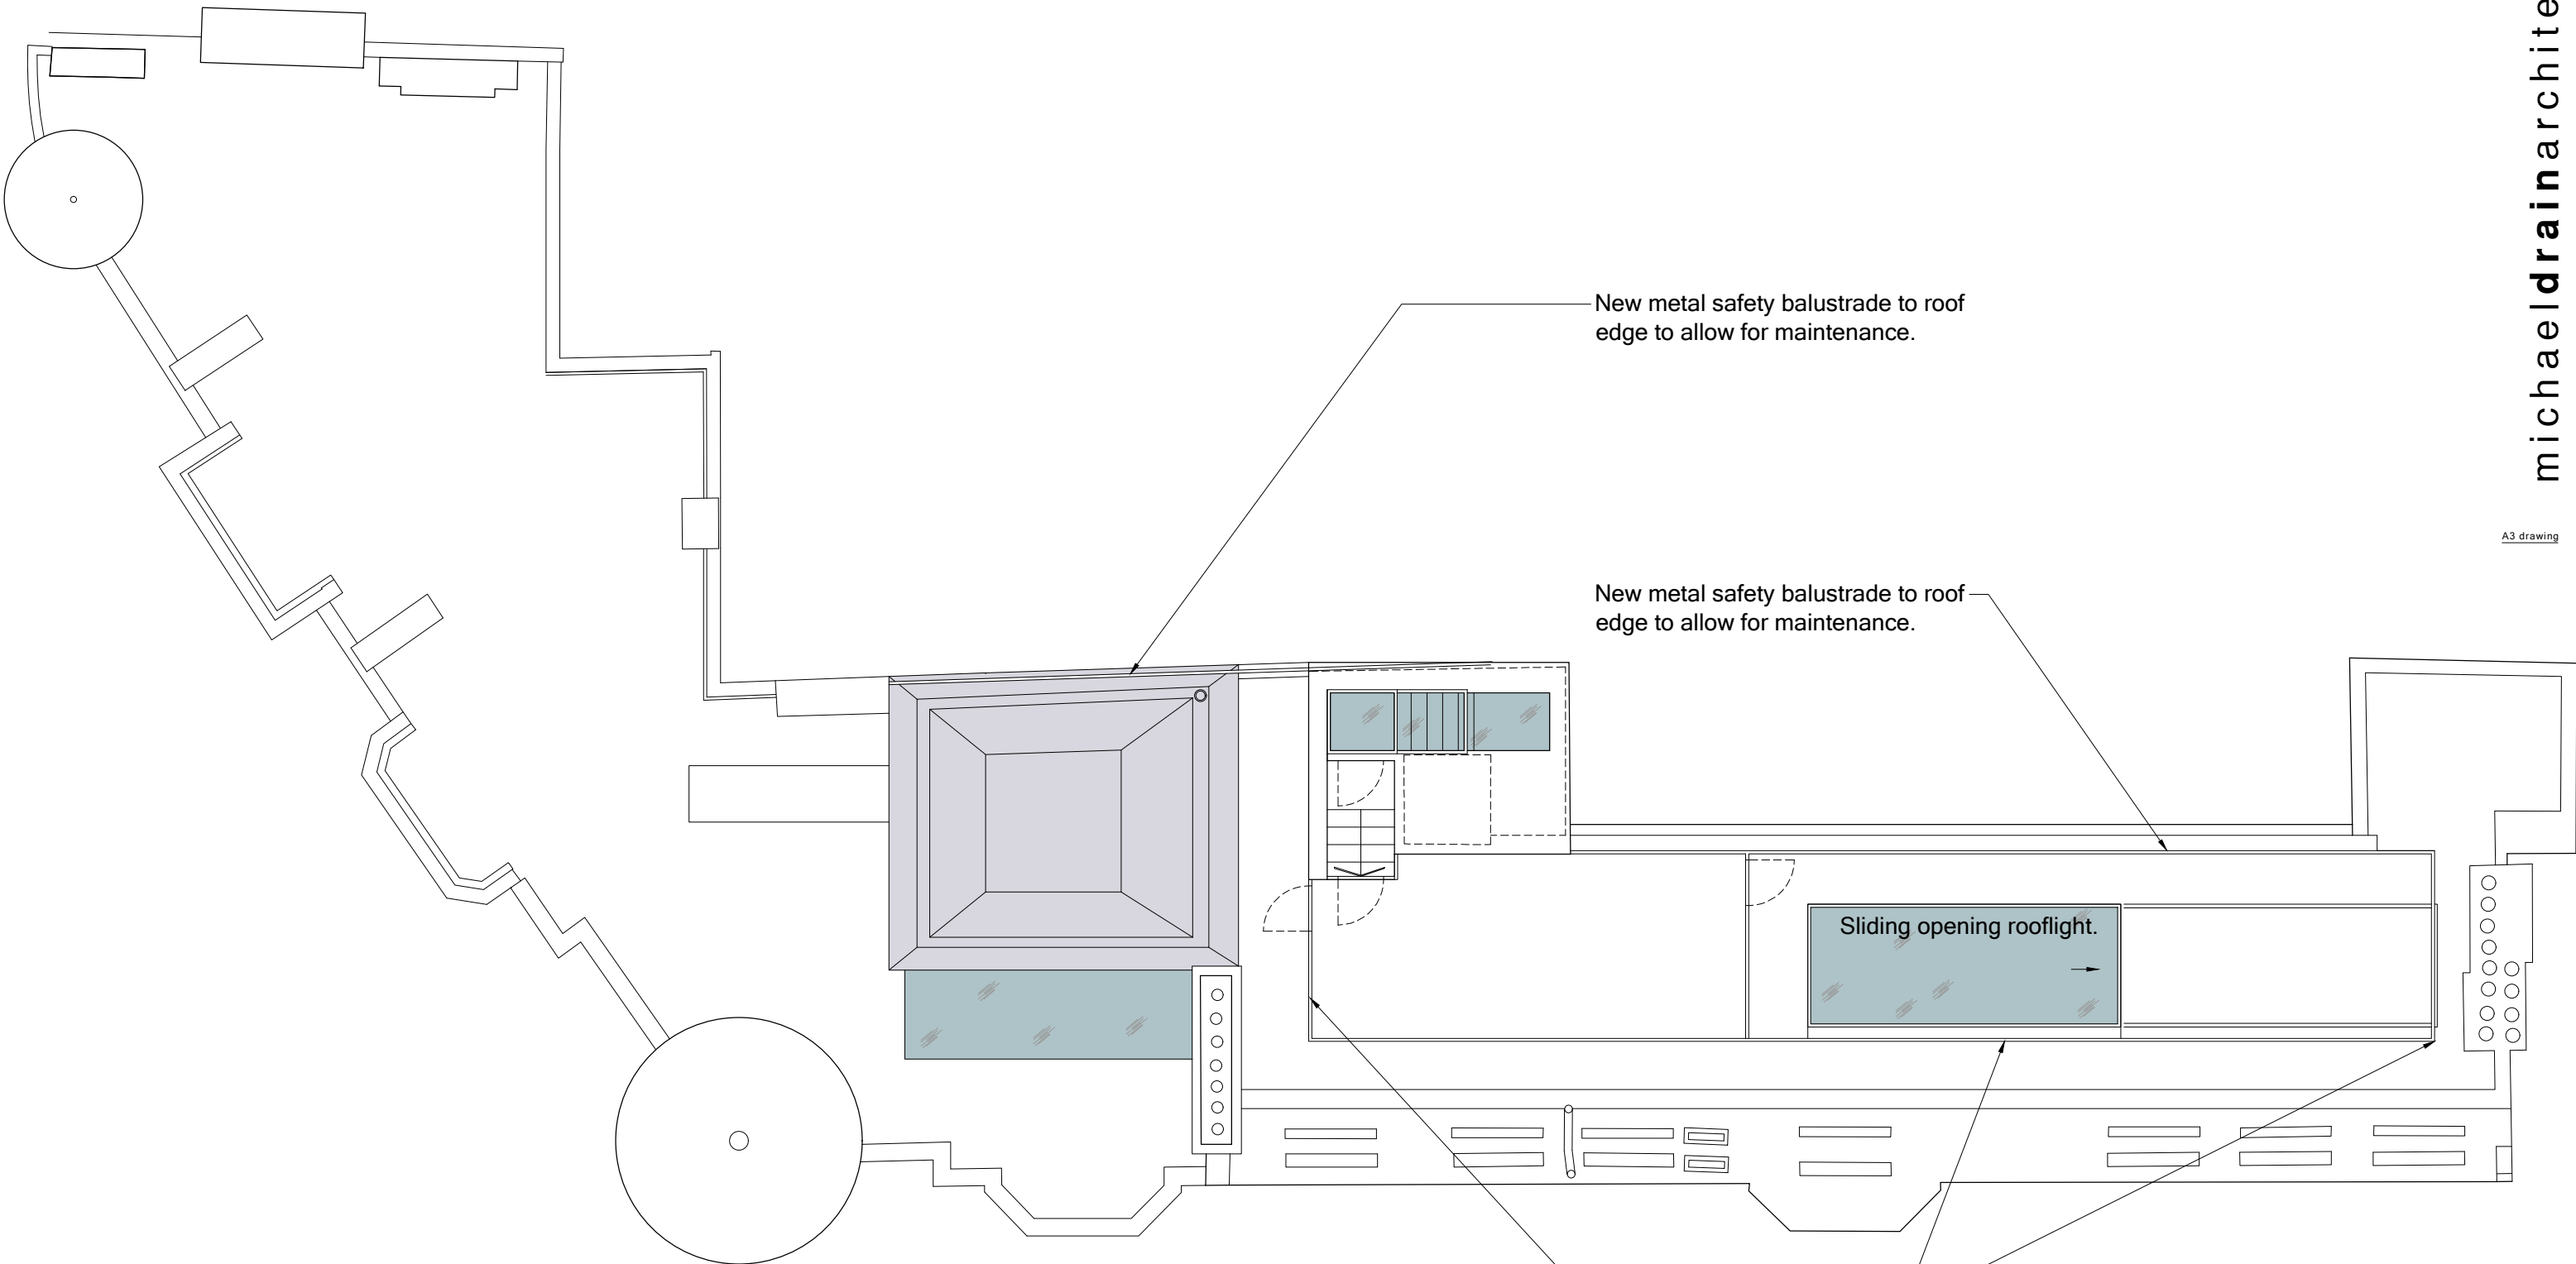 New metal safety balustrade to roof
edge to allow for maintenance.
New metal safety balustrade to roof
edge to allow for maintenance.
Sliding opening rooflight.
michaeldrainarchite
A3 drawing